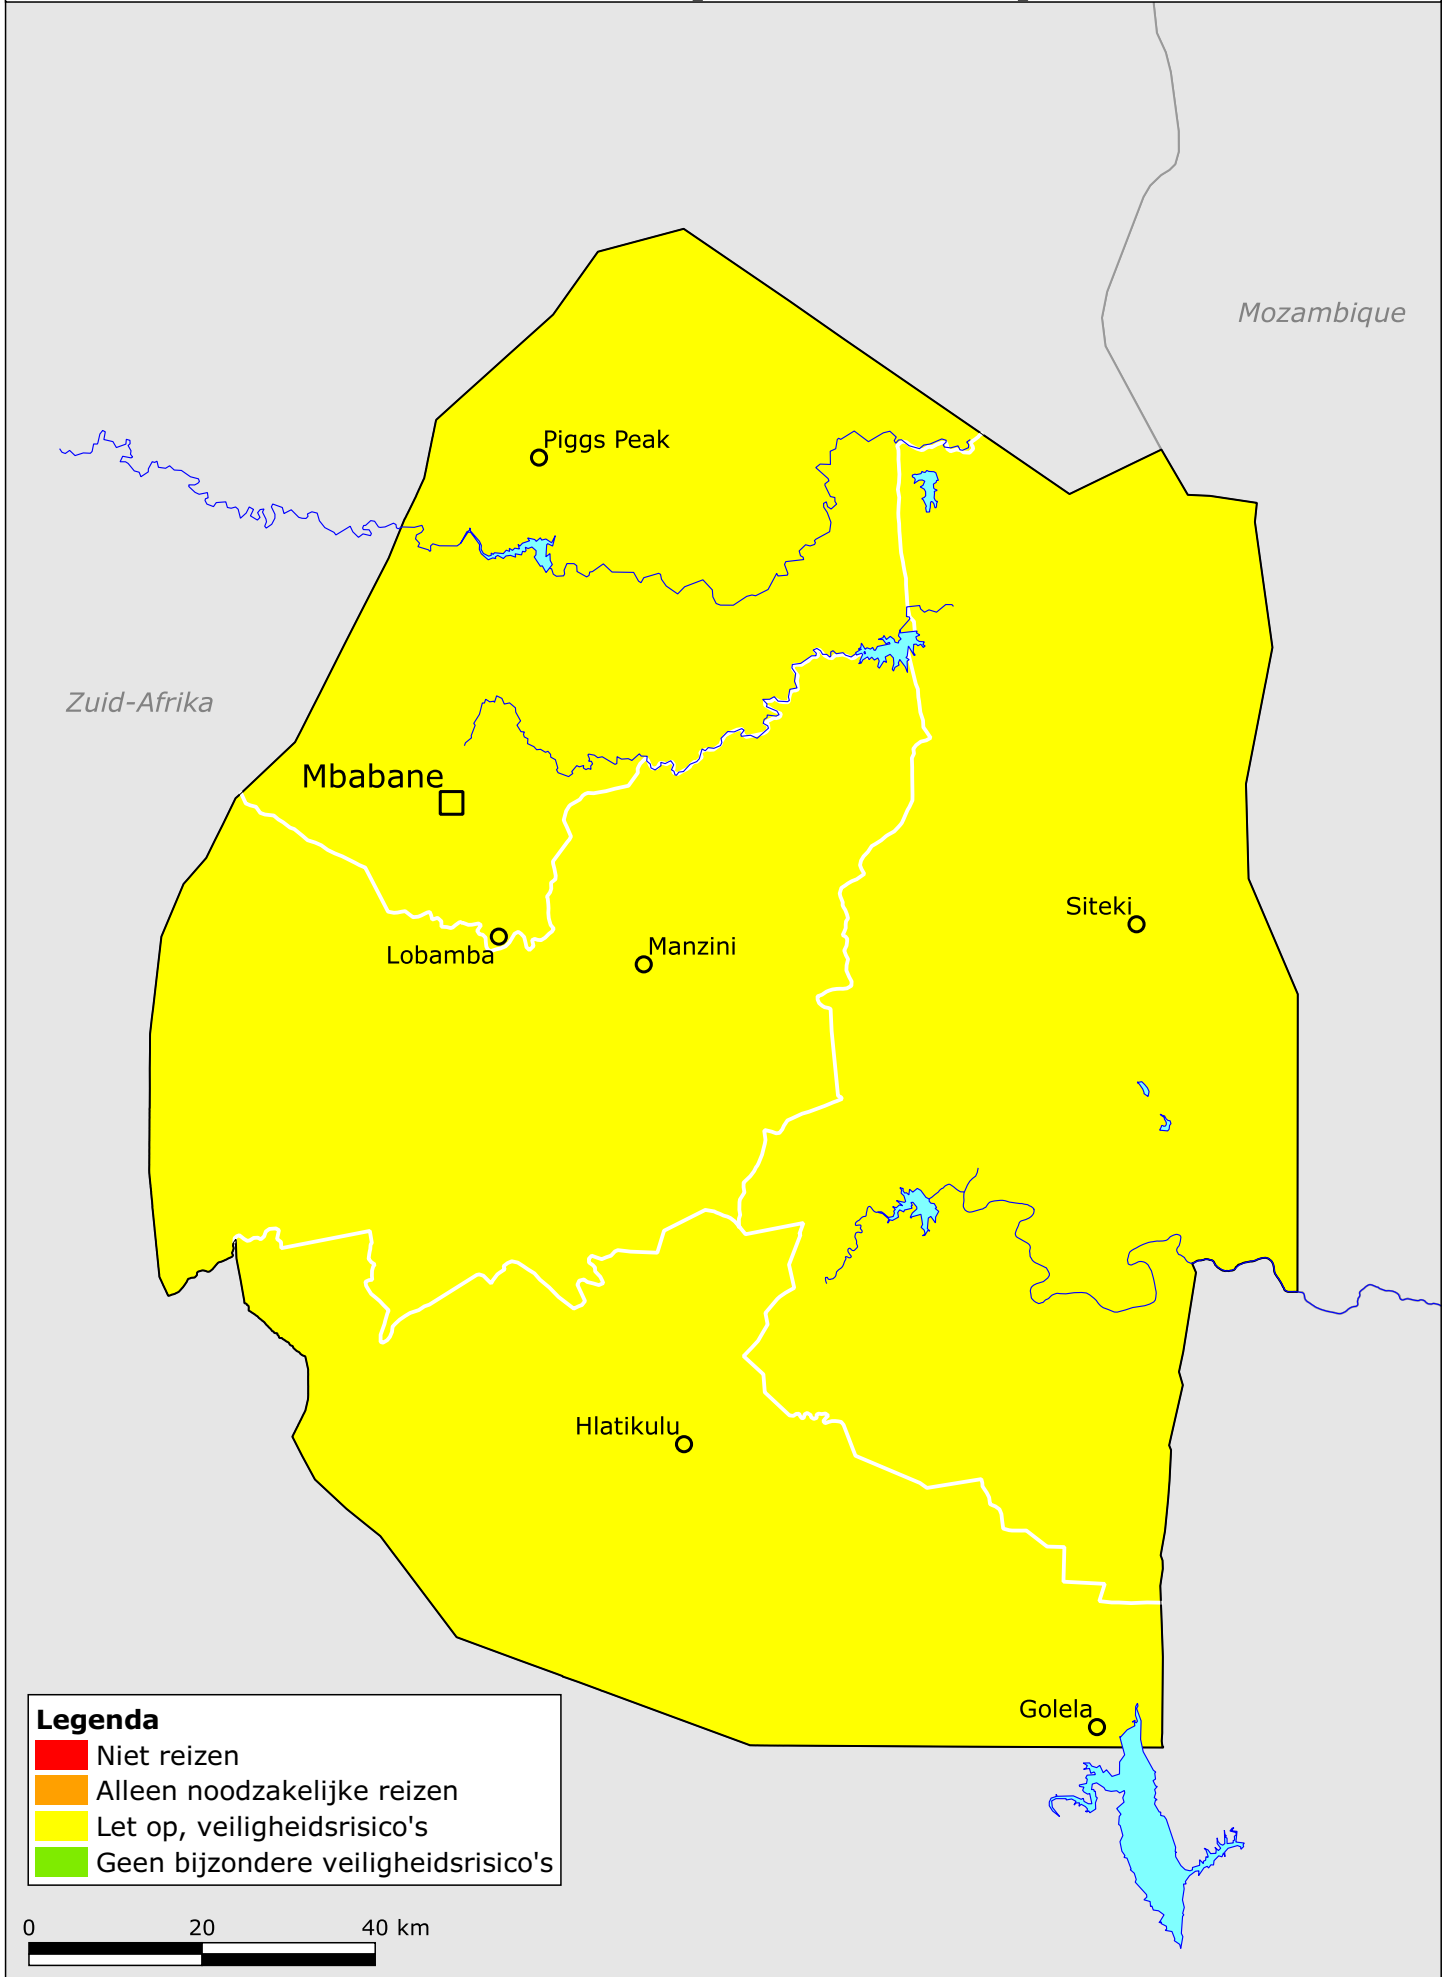 Mozambique
Piggs Peak
Zuid-Afrika
Mbabane
Siteki
Manzini
Lobamba
Hlatikulu
Golela
Legenda
Niet reizen
Alleen noodzakelijke reizen
Let op, veiligheidsrisico's
Geen bijzondere veiligheidsrisico's
0 20 40 km